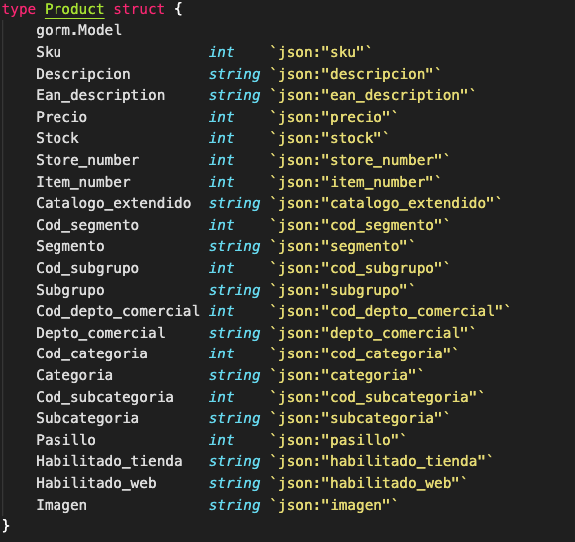 type Product struct {
gorm.Model
Sku int `json:"sku"`
Descripcion string `json:"descripcion"`
Ean_description string `json:"ean_description"`
Precio int `json:"precio"`
Stock int `json:"stock"`
Store_number int `json:"store_number"`
Item_number int `json:"item_number"`
Catalogo_extendido string `json:"catalogo_extendido"`
Cod_segmento int `json:"cod_segmento"`
Segmento string `json:"segmento"`
Cod_subgrupo int `json:"cod_subgrupo"`
Subgrupo string `json:"subgrupo"`
Cod_depto_comercial int `json:"cod_depto_comercial"`
Depto_comercial string `json:"depto_comercial"`
Cod_categoria int `json:"cod_categoria"`
Categoria string `json:"categoria"`
Cod_subcategoria int `json:"cod_subcategoria"`
Subcategoria string `json:"subcategoria"`
Pasillo int `json:"pasillo"`
Habilitado_tienda string `json:"habilitado_tienda"`
Habilitado_web string `json:"habilitado_web"`
Imagen string `json:"imagen"`
}